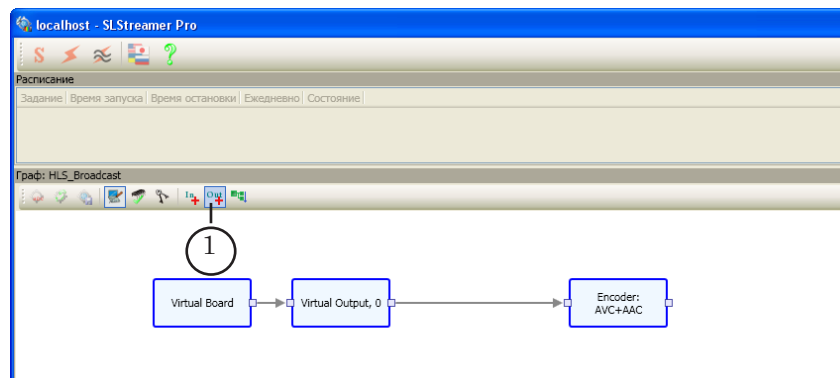 localhost - SLStreamer Pro
S
?
Расписание
Задание Время запуска Время остановки Ежедневно Состояние
Граф: HLS_Broadcast
In Out
1
Virtual Board
Virtual Output, 0
Encoder:
AVC+AAC